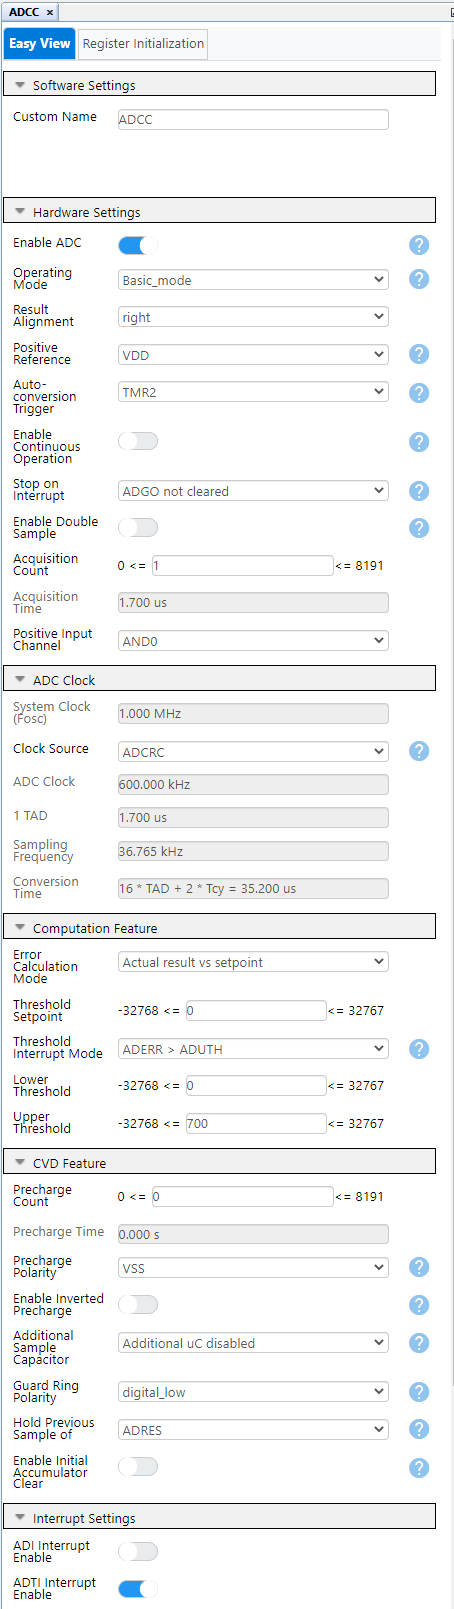 ADCC ×
Easy View Register Initialization
Software Settings
Custom Name ADCC
Hardware Settings
Enable ADC ?
Operating
Mode Basic_mode ?
Result
Alignment right
Positive
Reference VDD ?
Auto-
conversion
Trigger TMR2 ?
Enable
Continuous
Operation ?
Stop on
Interrupt ADGO not cleared ?
Enable Double
Sample ?
Acquisition
Count 0 <= 1 <= 8191
Acquisition
Time 1.700 us
Positive Input
Channel AND0
ADC Clock
System Clock
(Fosc) 1.000 MHz
Clock Source ADCRC ?
ADC Clock 600.000 kHz
1 TAD 1.700 us
Sampling
Frequency 36.765 kHz
Conversion
Time 16 * TAD + 2 * Tcy = 35.200 us
Computation Feature
Error
Calculation
Mode Actual result vs setpoint
Threshold
Setpoint -32768 <= 0 <= 32767
Threshold
Interrupt Mode ADERR > ADUTH ?
Lower
Threshold -32768 <= 0 <= 32767
Upper
Threshold -32768 <= 700 <= 32767
CVD Feature
Precharge
Count 0 <= 0 <= 8191
Precharge Time 0.000 s
Precharge
Polarity VSS ?
Enable Inverted
Precharge ?
Additional
Sample
Capacitor Additional uC disabled ?
Guard Ring
Polarity digital_low ?
Hold Previous
Sample of ADRES ?
Enable Initial
Accumulator
Clear ?
Interrupt Settings
ADI Interrupt
Enable
ADTI Interrupt
Enable